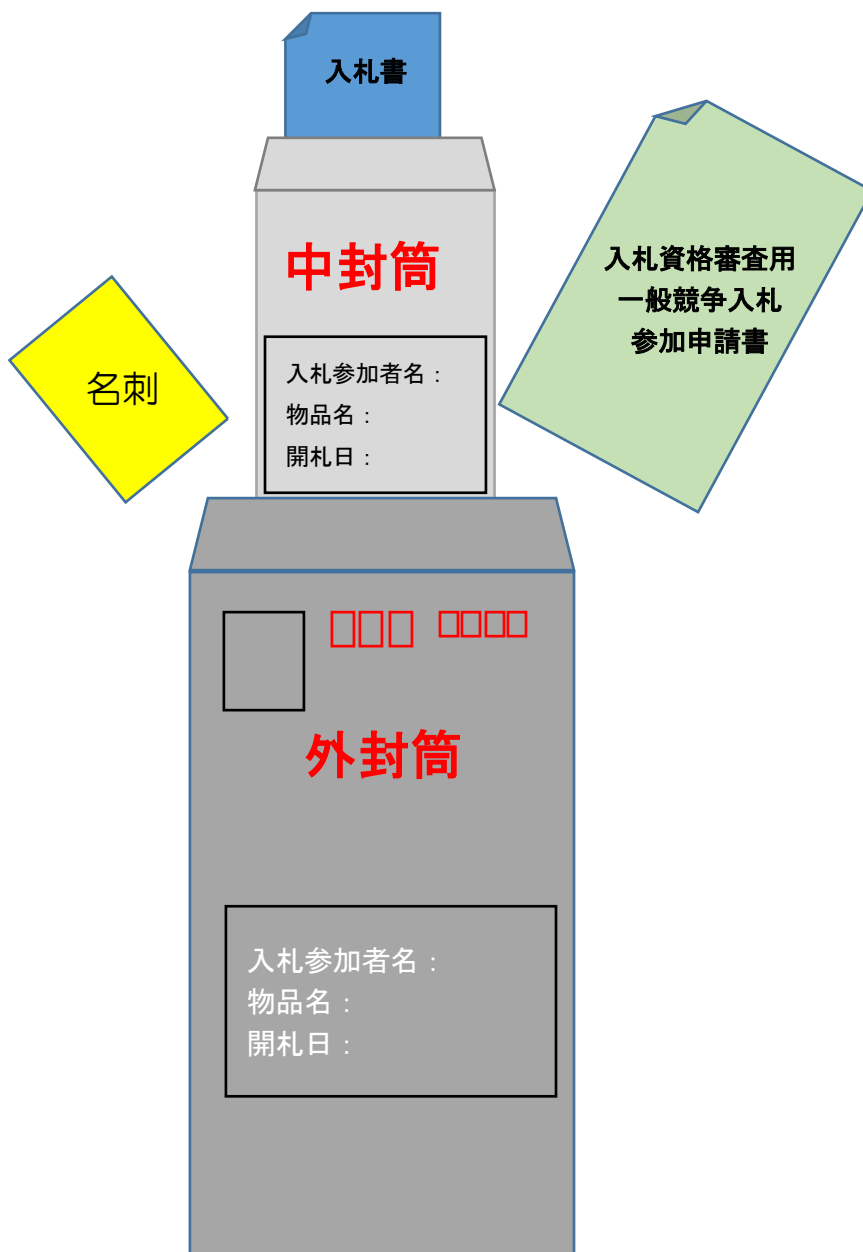 入札書
中封筒
入札参加者名：
物品名：
開札日：
名刺
入札資格審査用
一般競争入札
参加申請書
外封筒
入札参加者名：
物品名：
開札日：